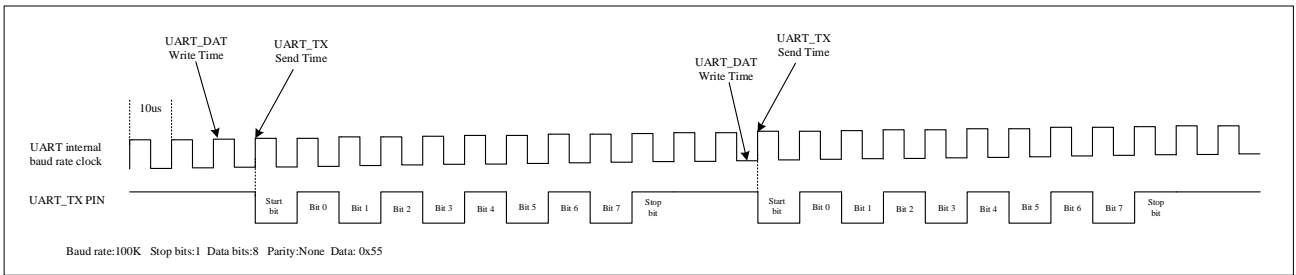 UART_DAT
Write Time
UART_TX
Send Time
UART_DAT
Write Time
UART_TX
Send Time
10us
UART internal
baud rate clock
UART_TX PIN
Start
bit
Bit 0
Bit 1
Bit 2
Bit 3
Bit 4
Bit 5
Bit 6
Bit 7
Stop
bit
Start
bit
Bit 0
Bit 1
Bit 2
Bit 3
Bit 4
Bit 5
Bit 6
Bit 7
Stop
bit
Baud rate:100K Stop bits:1 Data bits:8 Parity:None Data: 0x55